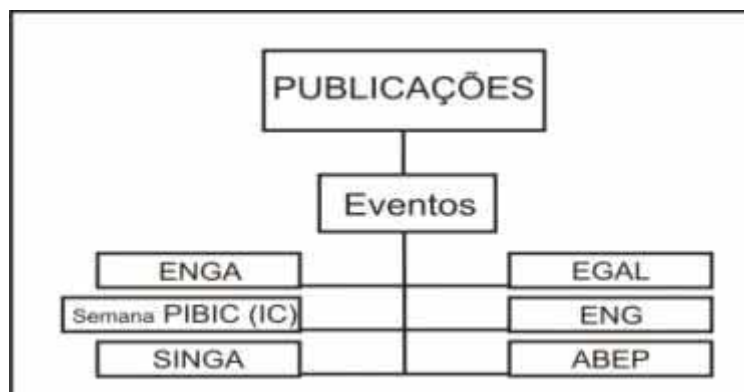 PUBLICAÇÕES
Eventos
ENGA
EGAL
Semana PIBIC (IC)
ENG
SINGA
ABEP